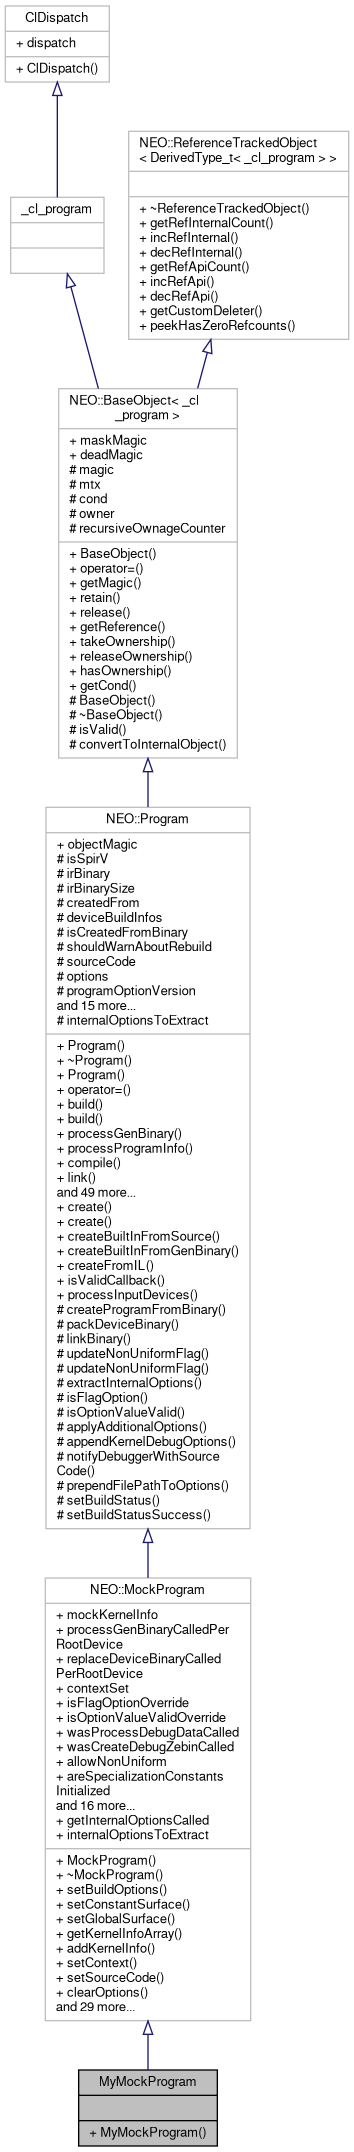 ClDispatch
+ dispatch
+ ClDispatch()
NEO::ReferenceTrackedObject
< DerivedType_t< _cl_program > >
+ ~ReferenceTrackedObject()
+ getRefInternalCount()
+ incRefInternal()
+ decRefInternal()
+ getRefApiCount()
+ incRefApi()
+ decRefApi()
+ getCustomDeleter()
+ peekHasZeroRefcounts()
_cl_program
NEO::BaseObject< _cl
_program >
+ maskMagic
+ deadMagic
# magic
# mtx
# cond
# owner
# recursiveOwnageCounter
+ BaseObject()
+ operator=()
+ getMagic()
+ retain()
+ release()
+ getReference()
+ takeOwnership()
+ releaseOwnership()
+ hasOwnership()
+ getCond()
# BaseObject()
# ~BaseObject()
# isValid()
# convertToInternalObject()
NEO::Program
+ objectMagic
# isSpirV
# irBinary
# irBinarySize
# createdFrom
# deviceBuildInfos
# isCreatedFromBinary
# shouldWarnAboutRebuild
# sourceCode
# options
# programOptionVersion
and 15 more...
# internalOptionsToExtract
+ Program()
+ ~Program()
+ Program()
+ operator=()
+ build()
+ build()
+ processGenBinary()
+ processProgramInfo()
+ compile()
+ link()
and 49 more...
+ create()
+ create()
+ createBuiltInFromSource()
+ createBuiltInFromGenBinary()
+ createFromIL()
+ isValidCallback()
+ processInputDevices()
# createProgramFromBinary()
# packDeviceBinary()
# linkBinary()
# updateNonUniformFlag()
# updateNonUniformFlag()
# extractInternalOptions()
# isFlagOption()
# isOptionValueValid()
# applyAdditionalOptions()
# appendKernelDebugOptions()
# notifyDebuggerWithSource
Code()
# prependFilePathToOptions()
# setBuildStatus()
# setBuildStatusSuccess()
NEO::MockProgram
+ mockKernelInfo
+ processGenBinaryCalledPer
RootDevice
+ replaceDeviceBinaryCalled
PerRootDevice
+ contextSet
+ isFlagOptionOverride
+ isOptionValueValidOverride
+ wasProcessDebugDataCalled
+ wasCreateDebugZebinCalled
+ allowNonUniform
+ areSpecializationConstants
Initialized
and 16 more...
+ getInternalOptionsCalled
+ internalOptionsToExtract
+ MockProgram()
+ ~MockProgram()
+ setBuildOptions()
+ setConstantSurface()
+ setGlobalSurface()
+ getKernelInfoArray()
+ addKernelInfo()
+ setContext()
+ setSourceCode()
+ clearOptions()
and 29 more...
MyMockProgram
+ MyMockProgram()